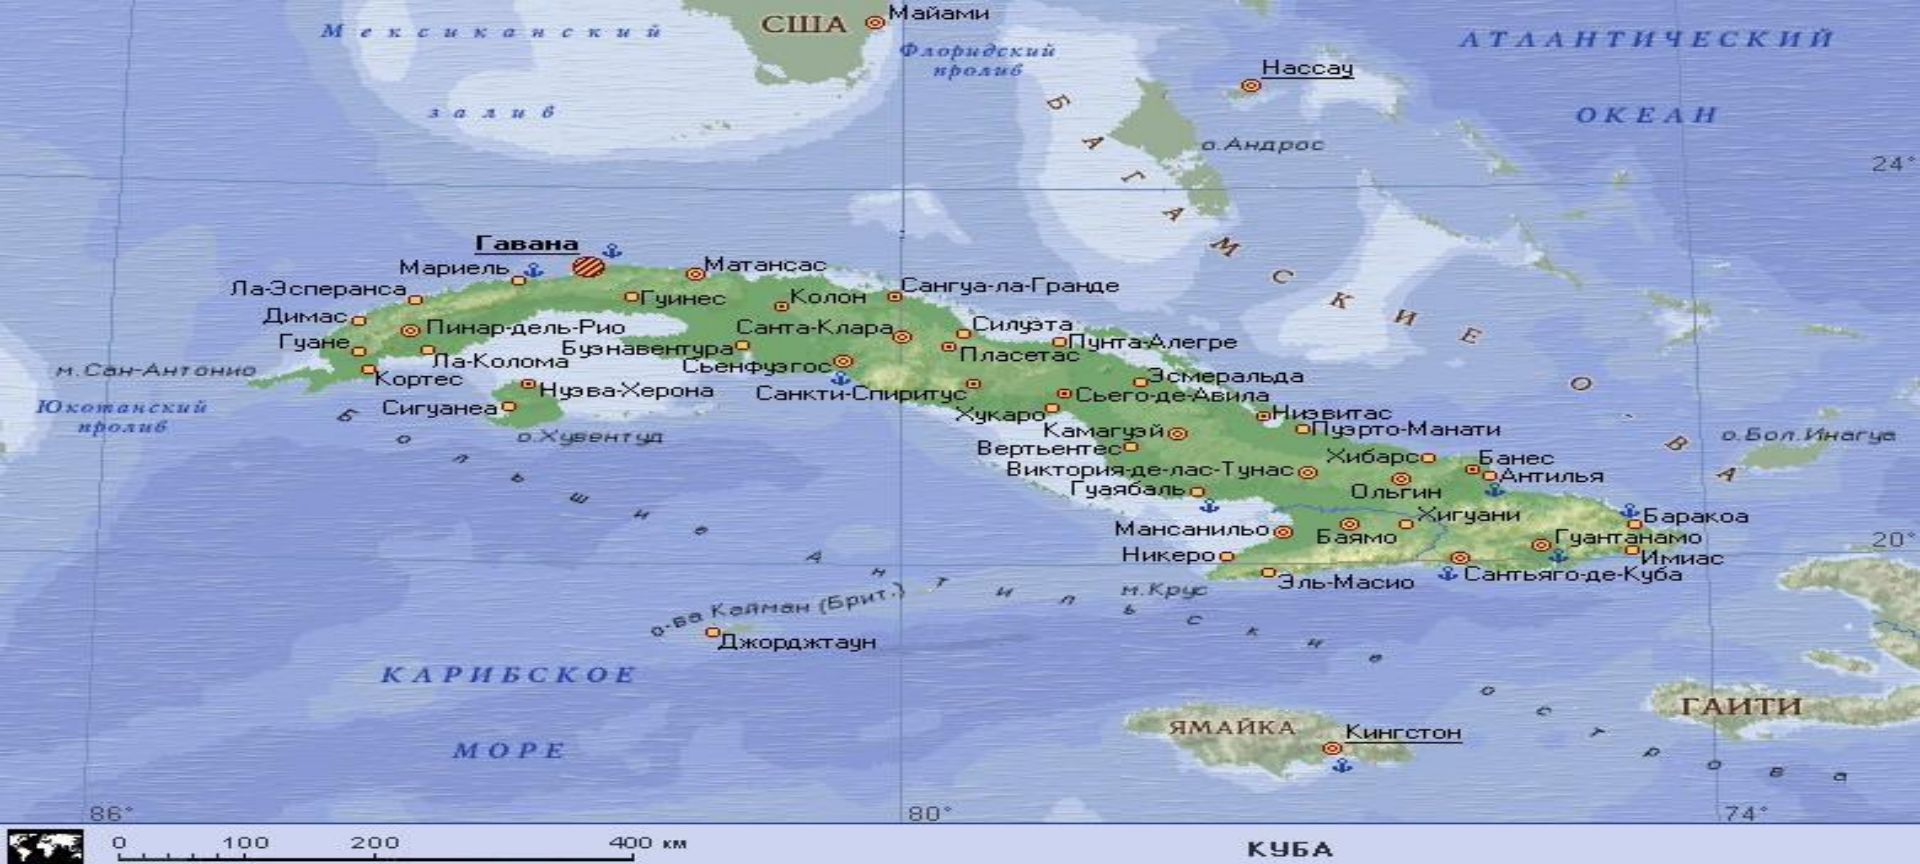 США
Майами
Мексиканский
залив
Флоридский
пролив
Нассау
АТЛАНТИЧЕСКИЙ
ОКЕАН
о.Андрос
24°
БАГАМСКИЕ О-ВА
Гавана
Мариель
Матансас
Ла-Эсперанса
Гуинес
Колон
Сангуа-ла-Гранде
Димас
Пинар-дель-Рио
Санта-Клара
Силуэта
Гуане
Ла-Колома
Буэнавентура
Пласетас
Пунта-Алегре
м.Сан-Антонио
Кортес
Сьенфуэгос
Эсмеральда
Нуэва-Херона
Санкти-Спиритус
Сьего-де-Авила
Юкотанский
пролив
Сигуанеа
Хукаро
Ниэвитас
о.Хувентуд
Камагуэй
Пуэрто-Манати
о.Бол.Инагуа
Вертьентес
Хибарс
Банес
Виктория-де-лас-Тунас
Антилья
Гуаябаль
Ольгин
Хигуани
Баракоа
Мансанильо
Баямо
Гуантанамо
20°
Никеро
Имиас
Эль-Масио
Сантьяго-де-Куба
м.Крус
Большие Антильские острова
о-ва Кайман (Брит.)
Джорджтаун
КАРИБСКОЕ
МОРЕ
ЯМАЙКА
Кингстон
ГАИТИ
86°
80°
74°
0 100 200 400 км
КУБА